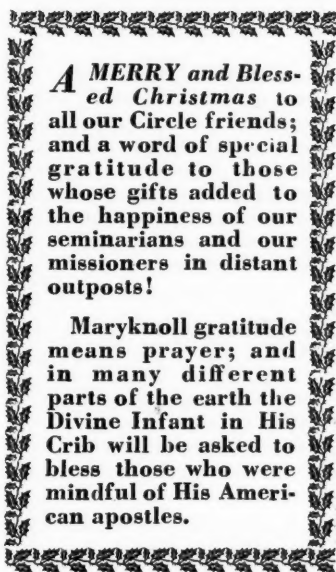 A MERRY and Bless-
ed Christmas to
all our Circle friends;
and a word of special
gratitude to those
whose gifts added to
the happiness of our
seminarians and our
missioners in distant
outposts!
Maryknoll gratitude
means prayer; and
in many different
parts of the earth the
Divine Infant in His
Crib will be asked to
bless those who were
mindful of His Ameri-
can apostles.